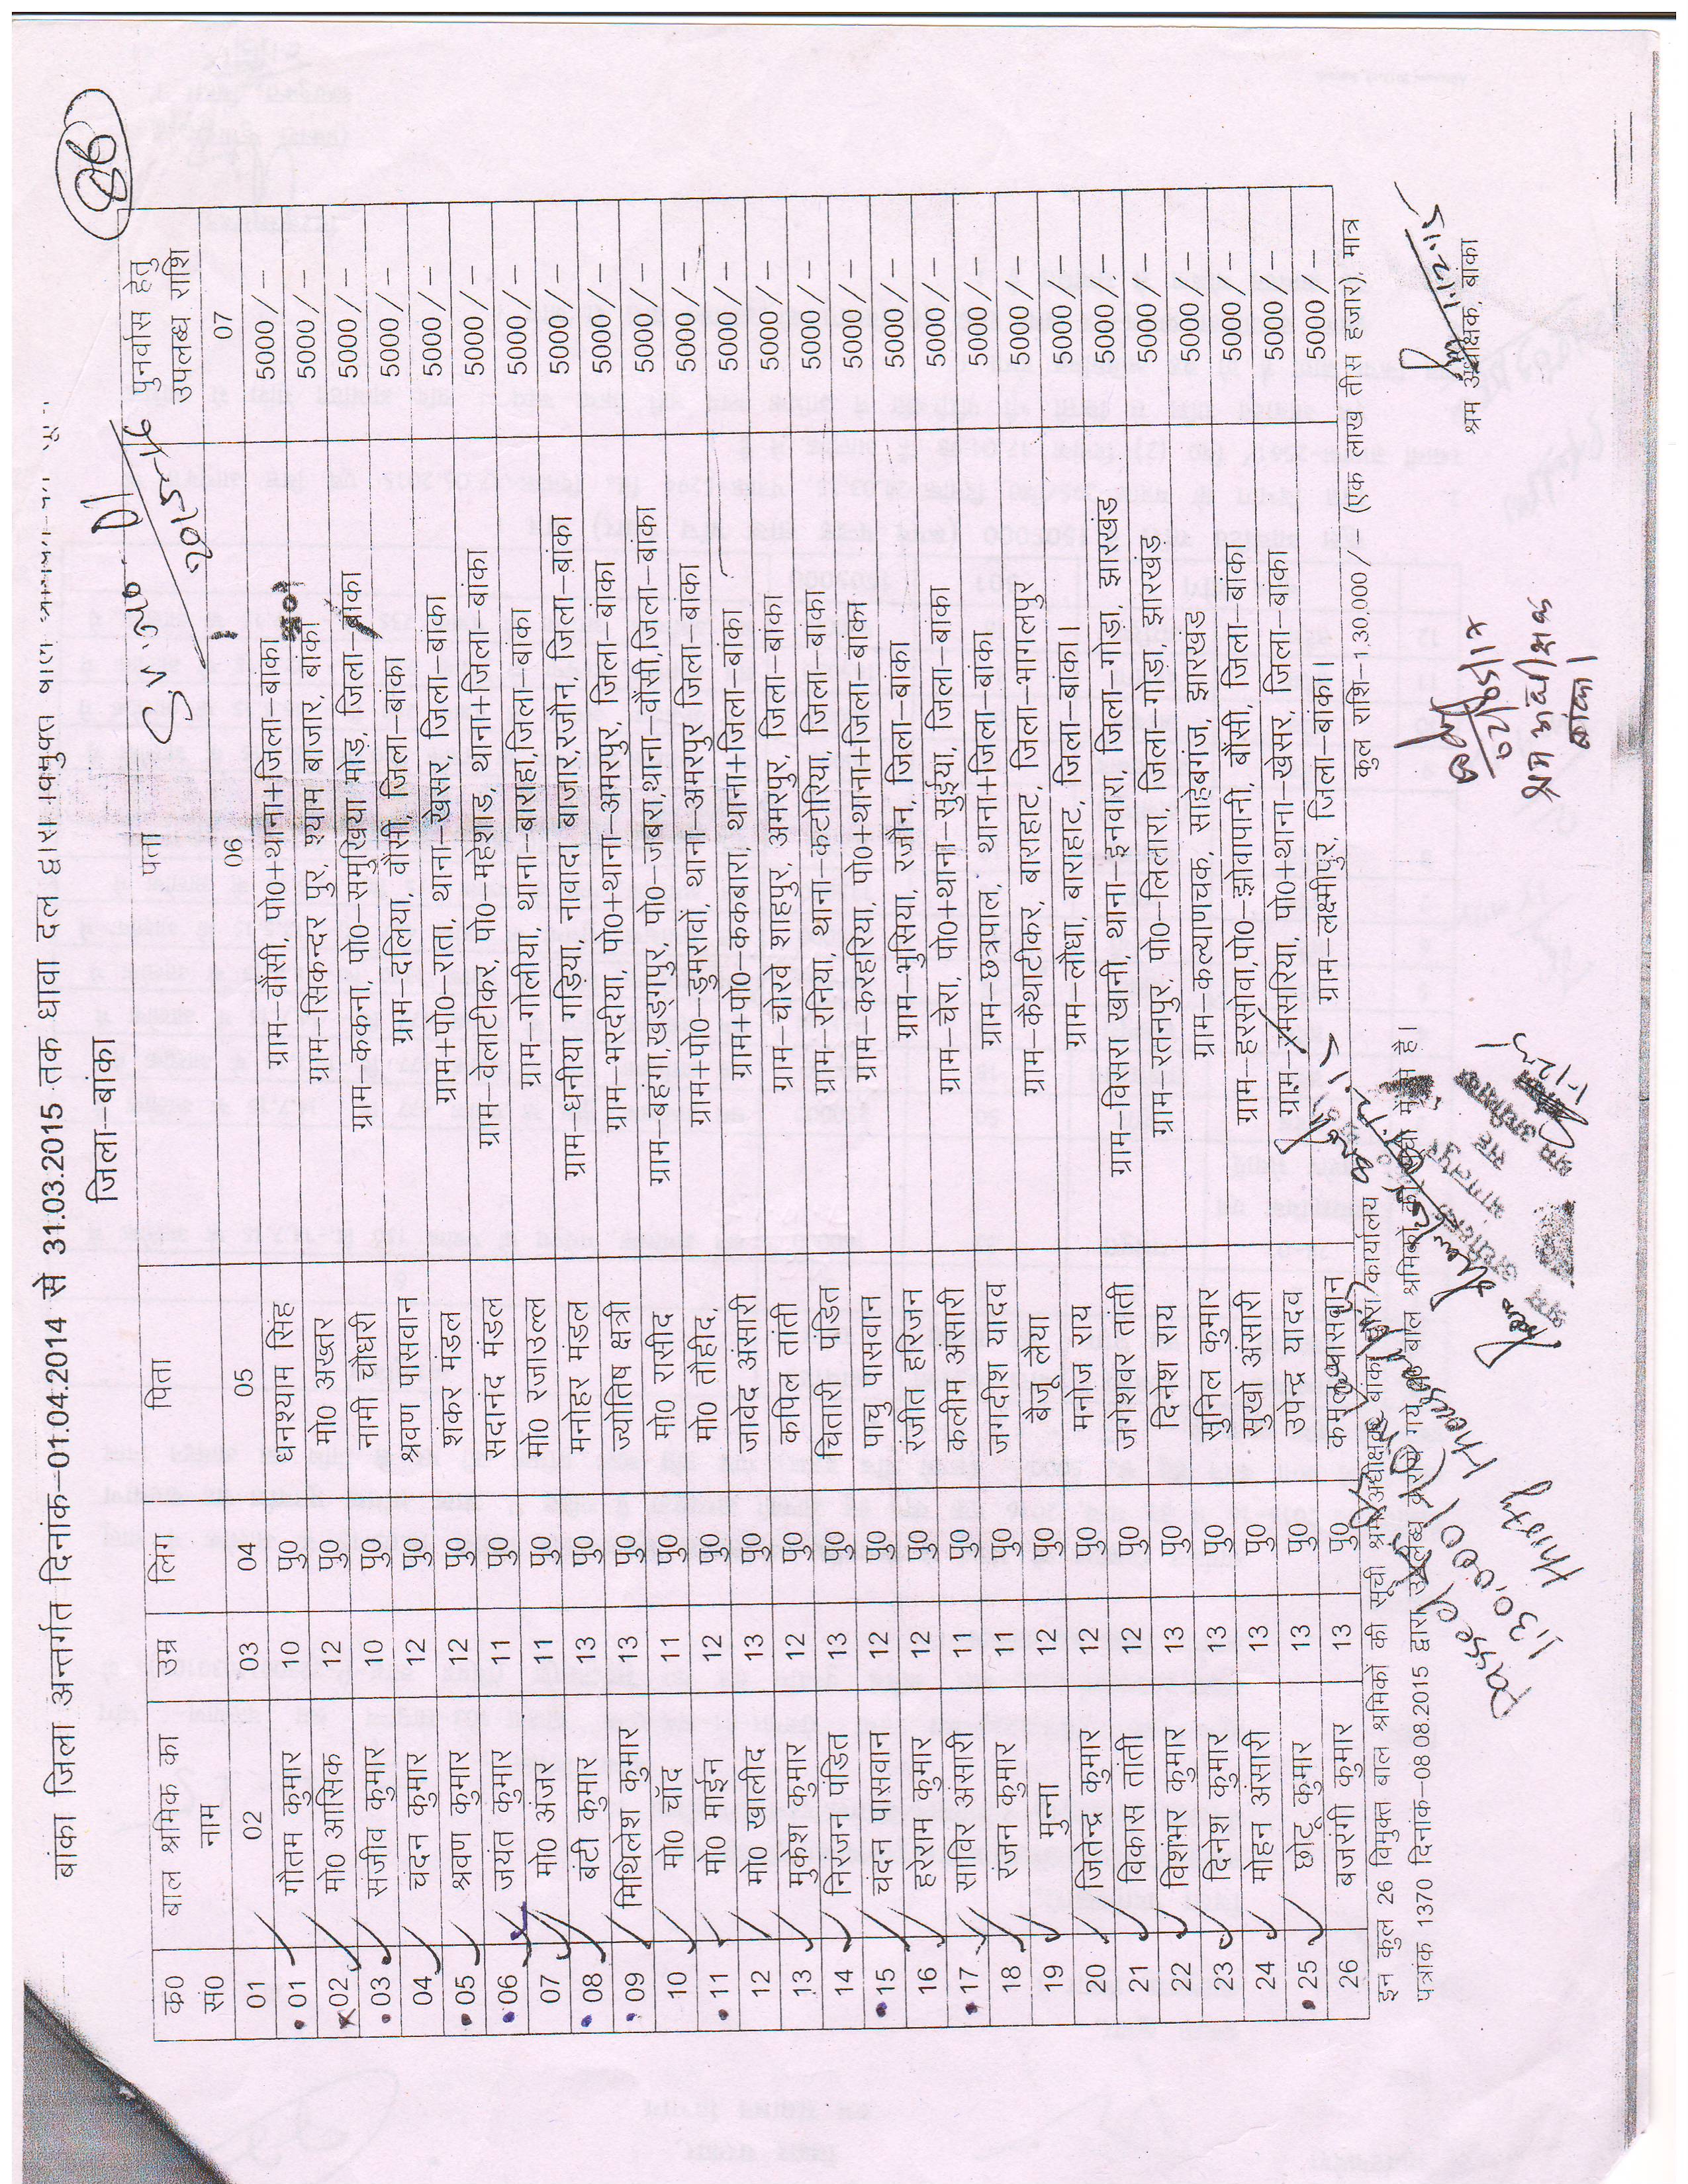 बांका जिला अन्तर्गत दिनांक–01.04.2014 से 31.03.2015 तक धावा दल द्वारा विमुक्त बाल
जिला–बांका
86
S.V. No - 01
2015-16
क0 सं0 बाल श्रमिक का नाम उम्र लिंग पिता पता पुनर्वास हेतु उपलब्ध राशि
01 02 03 04 05 06 07
01 गौतम कुमार 10 पु0 धनश्याम सिंह ग्राम–वौंसी, पो0+थाना+जिला–बांका 5000/–
02 मो0 आसिक 12 पु0 मो0 अख्तर ग्राम–सिकन्दर पुर, श्याम बाजार, बांका 5000/–
03 संजीव कुमार 10 पु0 नामी चौधरी ग्राम–ककना, पो0–समुखिया मोड़, जिला–बांका 5000/–
04 चंदन कुमार 12 पु0 श्रवण पासवान ग्राम–दलिया, वौंसी, जिला–बांका 5000/–
05 श्रवण कुमार 12 पु0 शंकर मंडल ग्राम+पो0–राता, थाना–खेसर, जिला–बांका 5000/–
06 जयंत कुमार 11 पु0 सदानंद मंडल ग्राम–वेलाटीकर, पो0–महेशाड, थाना+जिला–बांका 5000/–
07 मो0 अंजर 11 पु0 मो0 रजाउल्ल ग्राम–गोलीया, थाना–बाराहा,जिला–बांका 5000/–
08 बंटी कुमार 13 पु0 मनोहर मंडल ग्राम–धनीया गड़िया, नावादा बाजार,रजौन, जिला–बांका 5000/–
09 मिथिलेश कुमार 13 पु0 ज्योतिष क्षत्री ग्राम–भरदीया, पो0+थाना–अमरपुर, जिला–बांका 5000/–
10 मो0 चॉद 11 पु0 मो0 रासीद ग्राम–बहंगा,खड्गपुर, पो0–जबरा,थाना–वौंसी,जिला–बांका 5000/–
11 मो0 माईन 12 पु0 मो0 तौहीद, ग्राम+पो0–डुमरावों, थाना–अमरपुर जिला–बांका 5000/–
12 मो0 खालीद 13 पु0 जावेद अंसारी ग्राम+पो0–ककबारा, थाना+जिला–बांका 5000/–
13 मुकेश कुमार 12 पु0 कपिल तांती ग्राम–चोरवे शाहपुर, अमरपुर, जिला–बांका 5000/–
14 निरंजन पंडित 13 पु0 चितारी पंडित ग्राम–रनिया, थाना–कटोरिया, जिला–बांका 5000/–
15 चंदन पासवान 12 पु0 पाचु पासवान ग्राम–करहरिया, पो0+थाना+जिला–बांका 5000/–
16 हरेराम कुमार 12 पु0 रंजीत हरिजन ग्राम–भुसिया, रजौन, जिला–बांका 5000/–
17 साविर अंसारी 11 पु0 कलीम अंसारी ग्राम–चेरा, पो0+थाना–सुईया, जिला–बांका 5000/–
18 रंजन कुमार 11 पु0 जगदीश यादव ग्राम–छत्रपाल, थाना+जिला–बांका 5000/–
19 मुन्ना 12 पु0 बैजू लैया ग्राम–कैथाटीकर, बाराहाट, जिला–भागलपुर 5000/–
20 जितेन्द्र कुमार 12 पु0 मनोज राय ग्राम–लौधा, बाराहाट, जिला–बांका। 5000/–
21 विकास तांती 12 पु0 जगेशवर तांती ग्राम–विसरा खानी, थाना–इनवारा, जिला–गोड़ा, झारखंड 5000/–
22 विशंभर कुमार 13 पु0 दिनेश राय ग्राम–रतनपुर, पो0–लिलारा, जिला–गोड़ा, झारखंड़ 5000/–
23 दिनेश कुमार 13 पु0 सुनिल कुमार ग्राम–कल्याणचक, साहेबगंज, झारखंड 5000/–
24 मोहन अंसारी 13 पु0 सुखो अंसारी ग्राम–हरसोवा,पो0–झोवापानी, बौंसी, जिला–बांका 5000/–
25 छोटू कुमार 13 पु0 उपेन्द्र यादव ग्राम–रमसरिया, पो0+थाना–खेसर, जिला–बांका 5000/–
26 बजरंगी कुमार 13 पु0 कमल पासवान ग्राम–लक्ष्मीपुर, जिला–बांका। 5000/–
कुल राशि–1,30,000/– (एक लाख तीस हजार), मात्र
इन कुल 26 विमुक्त बाल श्रमिकों की सूची श्रम अधीक्षक, बांका द्वारा कार्यालय
पत्रांक 1370 दिनांक–08.08.2015 द्वारा उपलब्ध कराये गये बाल श्रमिकों की सूची में से है।
Passed for Rs
1,30,000/- (One Lac
thirty thousand) only
श्रम अधीक्षक
भागलपुर
सह
श्रम अधीक्षक
1.12.15
02/05/17
श्रम अधीक्षक
बांका।
1.12.15
श्रम अधीक्षक, बांका